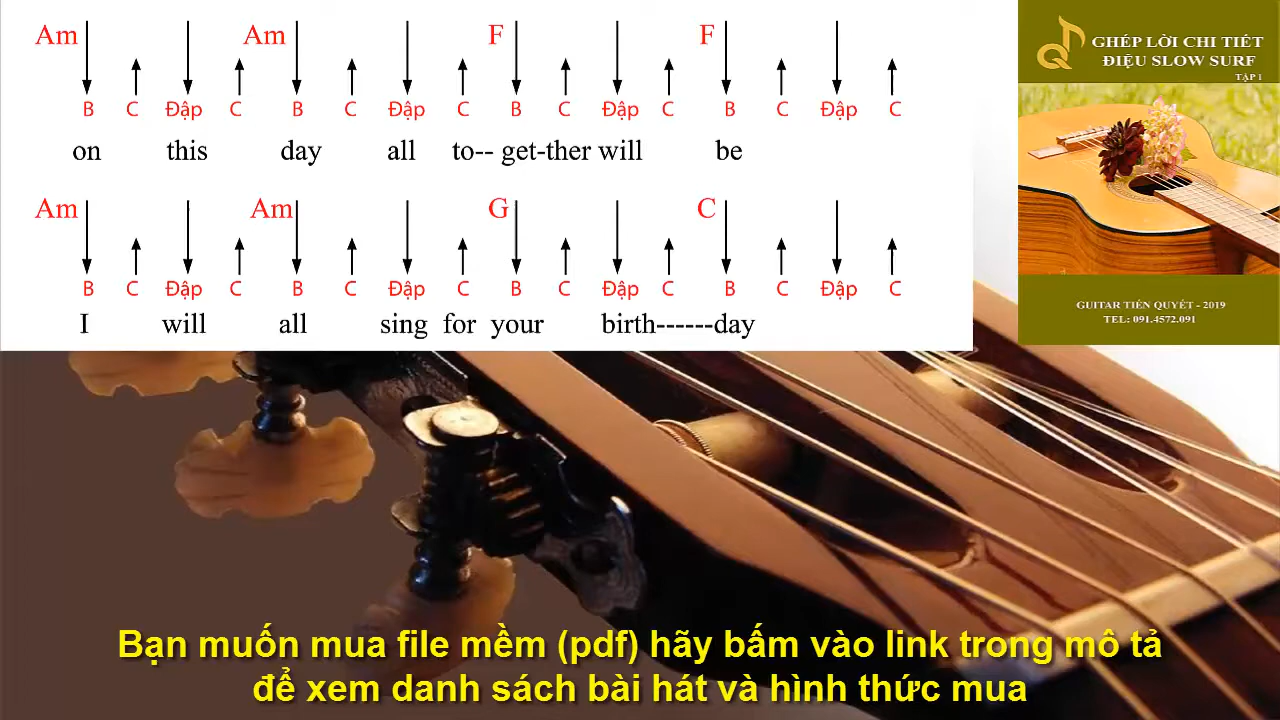 Am Am F F
B C Đập C B C Đập C B C Đập C B C Đập C
on this day all to-- get-ther will be
Am Am G C
B C Đập C B C Đập C B C Đập C B C Đập C
I will all sing for your birth------day
GHÉP LỜI CHI TIẾT
ĐIỆU SLOW SURF
TẬP 1
GUITAR TIẾN QUYẾT - 2019
TEL: 091.4572.091
Bạn muốn mua file mềm (pdf) hãy bấm vào link trong mô tả
để xem danh sách bài hát và hình thức mua